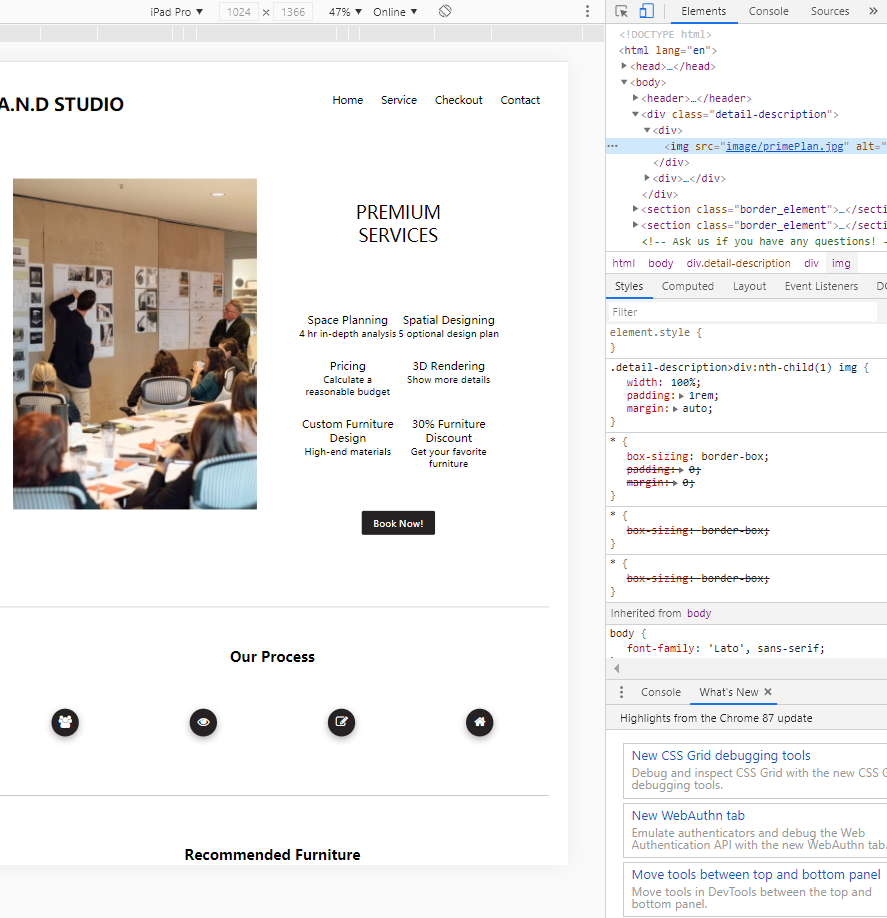 iPad Pro ▼ 1024 × 1366 47% ▼ Online ▼
Elements Console Sources »
A.N.D STUDIO
Home Service Checkout Contact
PREMIUM
SERVICES
Space Planning
4 hr in-depth analysis
Spatial Designing
5 optional design plan
Pricing
Calculate a
reasonable budget
3D Rendering
Show more details
Custom Furniture
Design
High-end materials
30% Furniture
Discount
Get your favorite
furniture
Book Now!
Our Process
Recommended Furniture
<!DOCTYPE html>
<html lang="en">
▶<head>…</head>
▼<body>
▶<header>…</header>
▼<div class="detail-description">
▼<div>
… <img src="image/primePlan.jpg" alt="
</div>
▶<div>…</div>
</div>
▶<section class="border_element">…</section>
▶<section class="border_element">…</section>
<!-- Ask us if you have any questions! -
html body div.detail-description div img
Styles Computed Layout Event Listeners DO
Filter
element.style {
}
.detail-description>div:nth-child(1) img {
width: 100%;
padding:▶ 1rem;
margin:▶ auto;
}
* {
box-sizing: border-box;
padding:▶ 0;
margin:▶ 0;
}
* {
box-sizing: border-box;
}
* {
box-sizing: border-box;
}
Inherited from body
body {
font-family: 'Lato', sans-serif;
Console What's New ×
Highlights from the Chrome 87 update
New CSS Grid debugging tools
Debug and inspect CSS Grid with the new CSS G
debugging tools.
New WebAuthn tab
Emulate authenticators and debug the Web
Authentication API with the new WebAuthn tab.
Move tools between top and bottom panel
Move tools in DevTools between the top and
bottom panel.